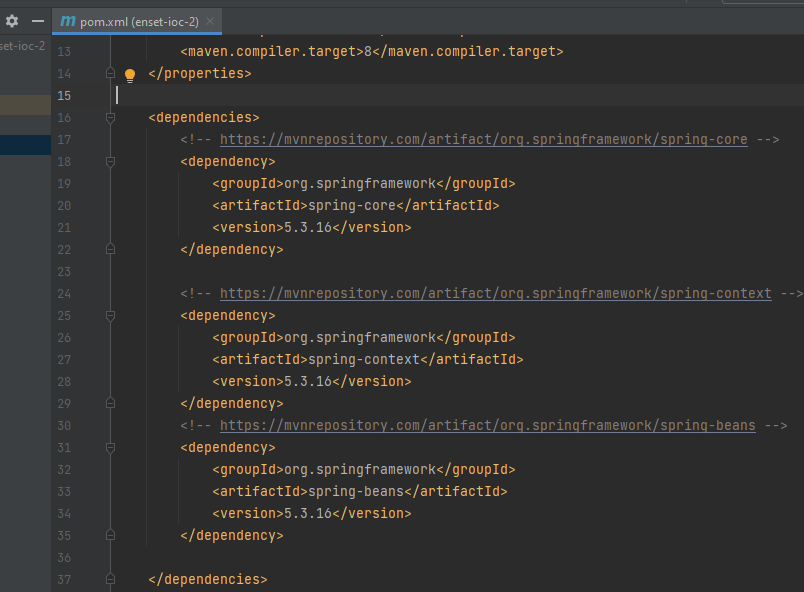 pom.xml (enset-ioc-2)
set-ioc-2
13 <maven.compiler.target>8</maven.compiler.target>
14 </properties>
15
16 <dependencies>
17 <!-- https://mvnrepository.com/artifact/org.springframework/spring-core -->
18 <dependency>
19 <groupId>org.springframework</groupId>
20 <artifactId>spring-core</artifactId>
21 <version>5.3.16</version>
22 </dependency>
23
24 <!-- https://mvnrepository.com/artifact/org.springframework/spring-context -->
25 <dependency>
26 <groupId>org.springframework</groupId>
27 <artifactId>spring-context</artifactId>
28 <version>5.3.16</version>
29 </dependency>
30 <!-- https://mvnrepository.com/artifact/org.springframework/spring-beans -->
31 <dependency>
32 <groupId>org.springframework</groupId>
33 <artifactId>spring-beans</artifactId>
34 <version>5.3.16</version>
35 </dependency>
36
37 </dependencies>